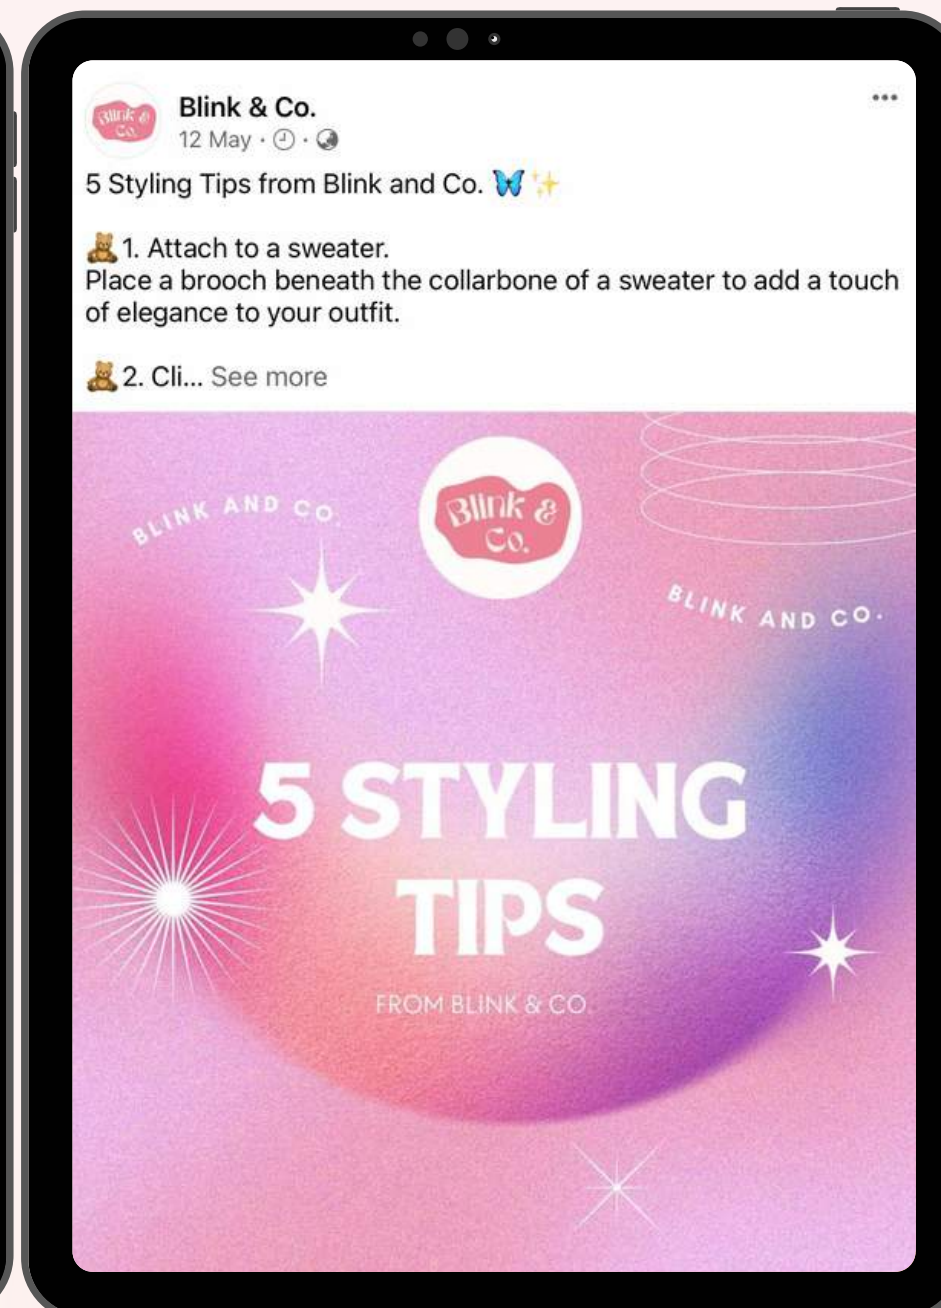 Blink &
Co.
Blink & Co.
12 May ·  ·
5 Styling Tips from Blink and Co. 🦋✨
🧸1. Attach to a sweater.
Place a brooch beneath the collarbone of a sweater to add a touch
of elegance to your outfit.
🧸2. Cli... See more
BLINK AND CO.
Blink &
Co.
BLINK AND CO.
5 STYLING
TIPS
FROM BLINK & CO.